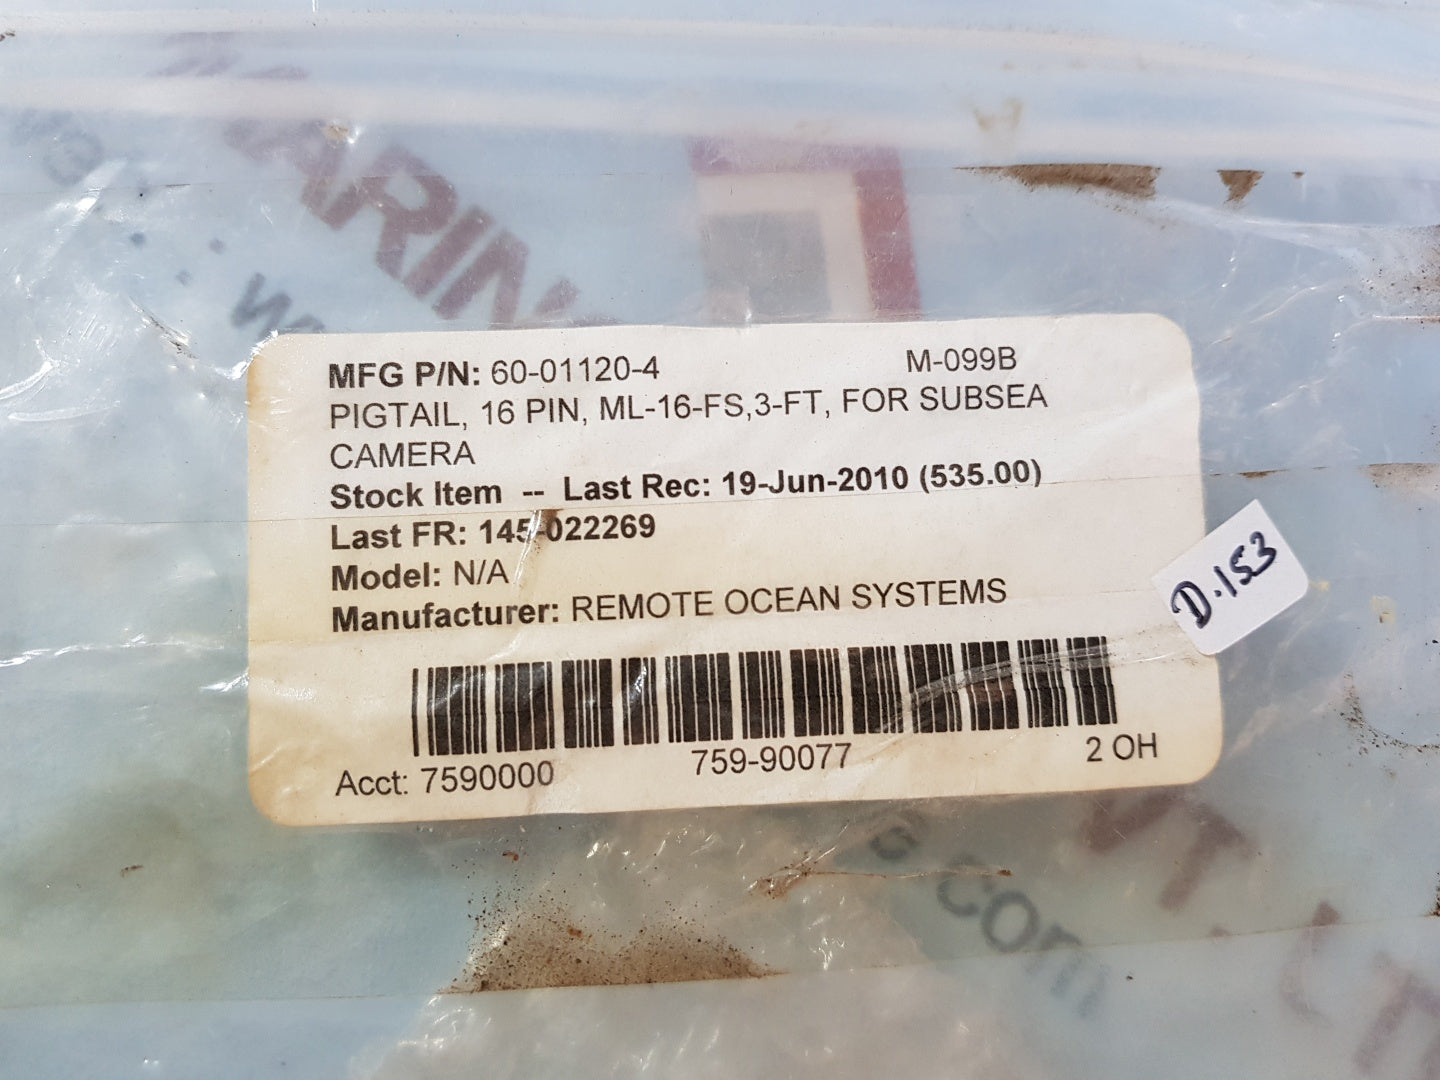 MFG P/N: 60-01120-4 M-099B
PIGTAIL, 16 PIN, ML-16-FS,3-FT, FOR SUBSEA
CAMERA
Stock Item -- Last Rec: 19-Jun-2010 (535.00)
Last FR: 145-022269
Model: N/A
Manufacturer: REMOTE OCEAN SYSTEMS
D.153
759-90077
Acct: 7590000 2 OH